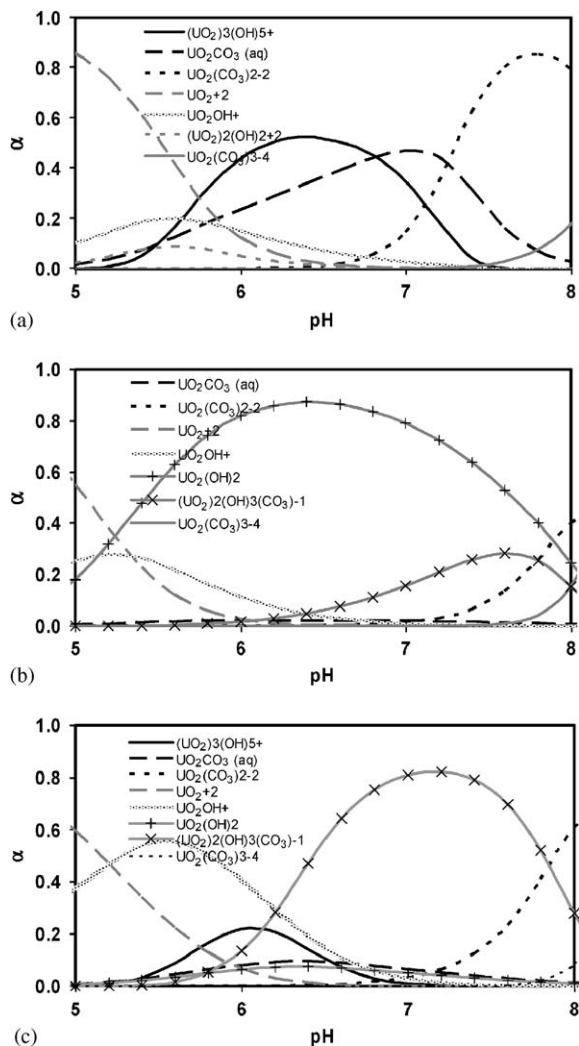 1.0
0.8
0.6
0.4
0.2
0.0
α
(UO2)3(OH)5+
UO2CO3 (aq)
UO2(CO3)2-2
UO2+2
UO2OH+
(UO2)2(OH)2+2
UO2(CO3)3-4
5 6 7 8
pH
(a)
1.0
0.8
0.6
0.4
0.2
0.0
α
UO2CO3 (aq)
UO2(CO3)2-2
UO2+2
UO2OH+
UO2(OH)2
(UO2)2(OH)3(CO3)-1
UO2(CO3)3-4
5 6 7 8
pH
(b)
1.0
0.8
0.6
0.4
0.2
0.0
α
(UO2)3(OH)5+
UO2CO3 (aq)
UO2(CO3)2-2
UO2+2
UO2OH+
UO2(OH)2
(UO2)2(OH)3(CO3)-1
UO2(CO3)3-4
5 6 7 8
pH
(c)